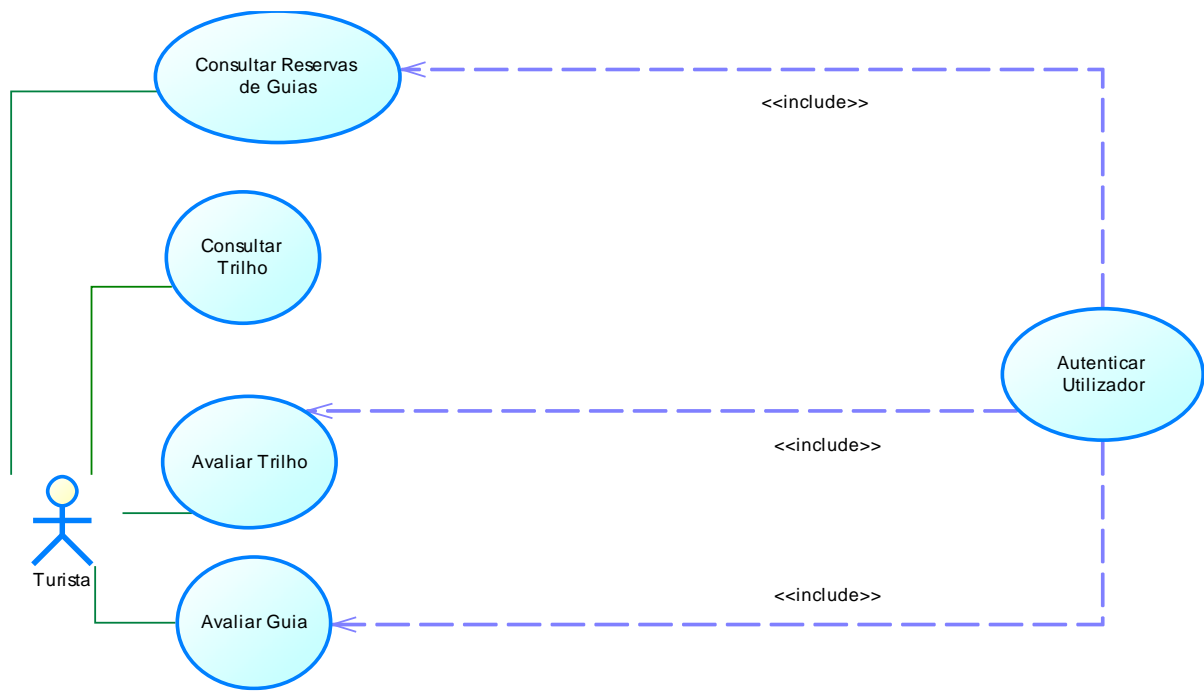 Consultar Reservas
de Guias
<<include>>
Consultar
Trilho
Autenticar
Utilizador
<<include>>
Avaliar Trilho
Turista
<<include>>
Avaliar Guia